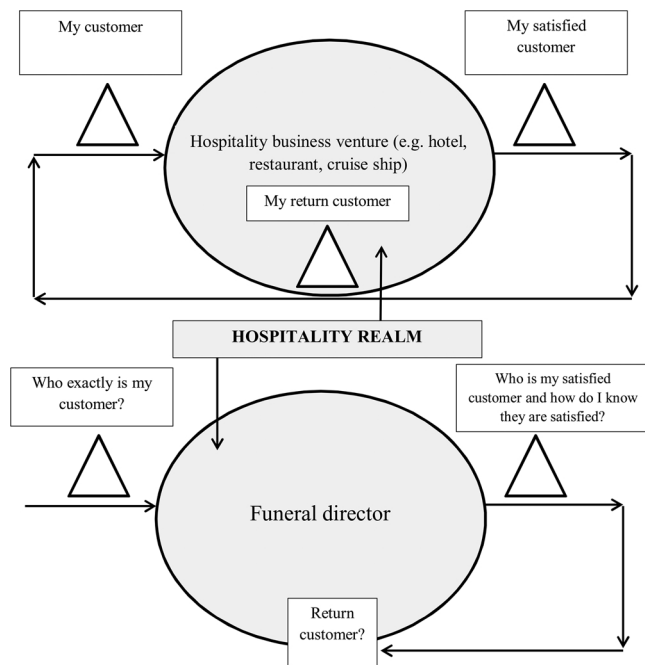 My customer
My satisfied
customer
Hospitality business venture (e.g. hotel,
restaurant, cruise ship)
My return customer
HOSPITALITY REALM
Who exactly is my
customer?
Who is my satisfied
customer and how do I know
they are satisfied?
Funeral director
Return
customer?